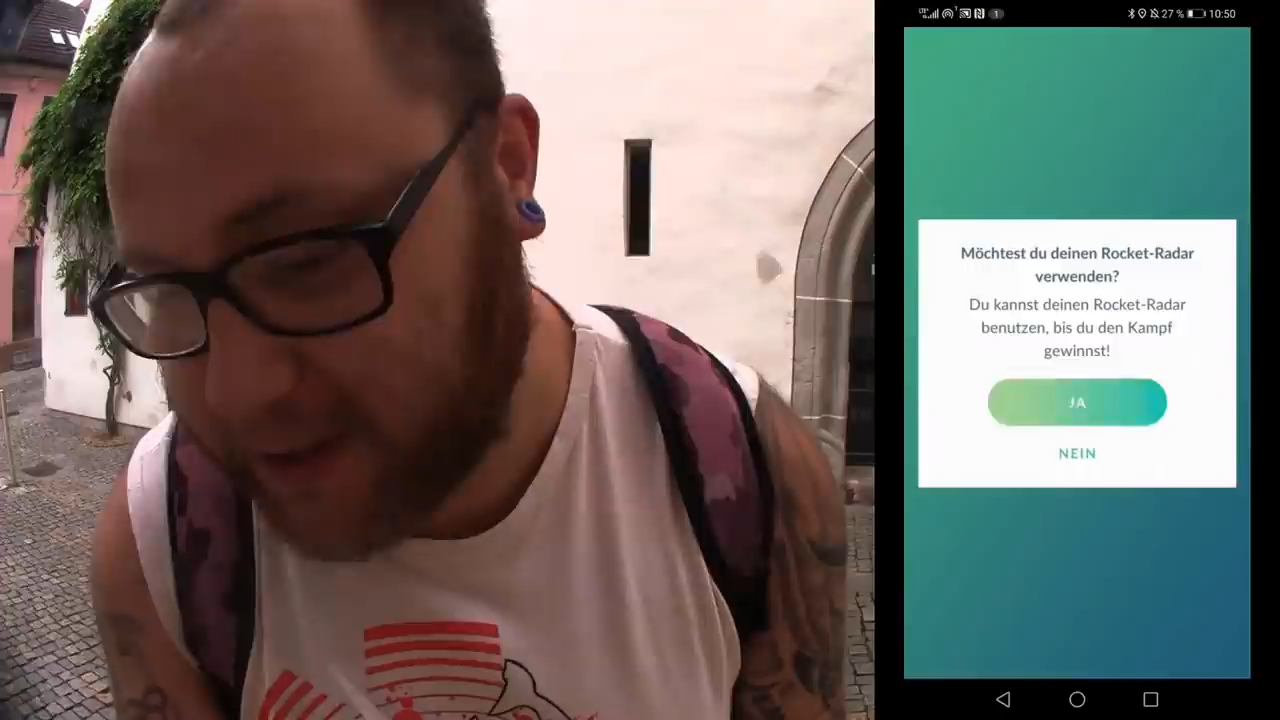 27 % 10:50
Möchtest du deinen Rocket-Radar
verwenden?
Du kannst deinen Rocket-Radar
benutzen, bis du den Kampf
gewinnst!
JA
NEIN